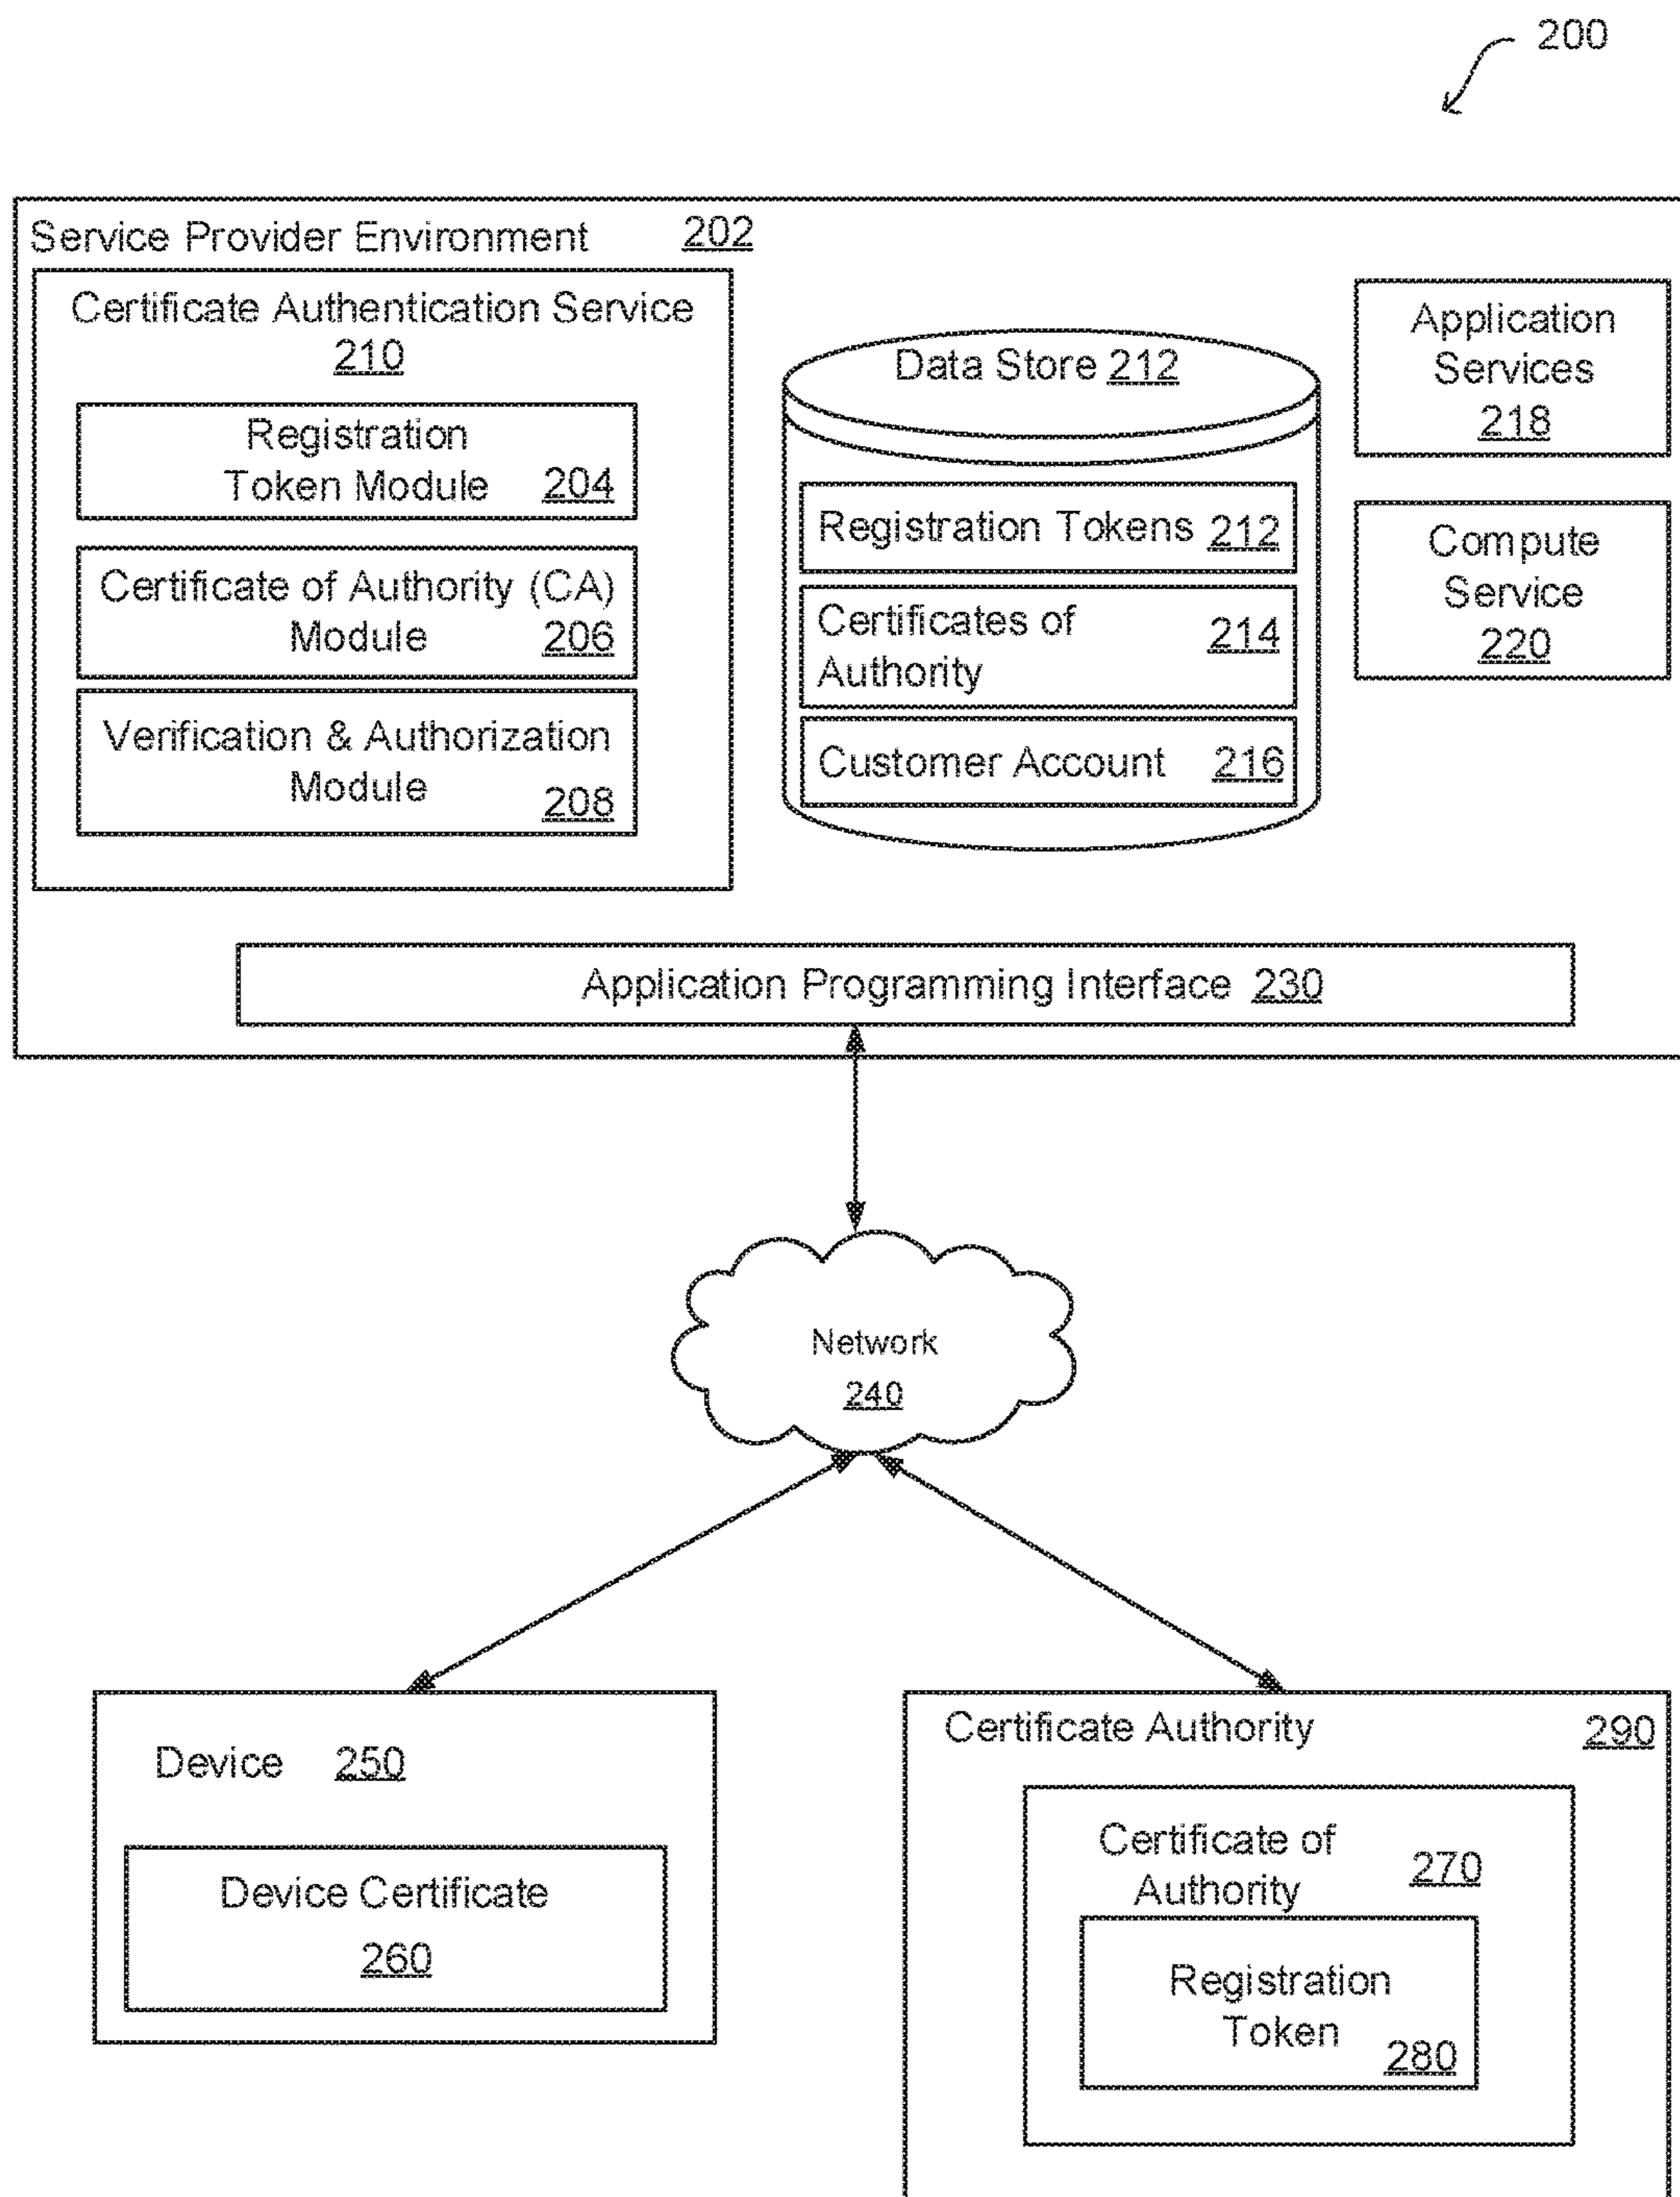 200
Service Provider Environment 202
Certificate Authentication Service
210
Registration
Token Module 204
Certificate of Authority (CA)
Module 206
Verification & Authorization
Module 208
Data Store 212
Registration Tokens 212
Certificates of 214
Authority
Customer Account 216
Application
Services
218
Compute
Service
220
Application Programming Interface 230
Network
240
Device 250
Device Certificate
260
Certificate Authority 290
Certificate of
Authority 270
Registration
Token
280